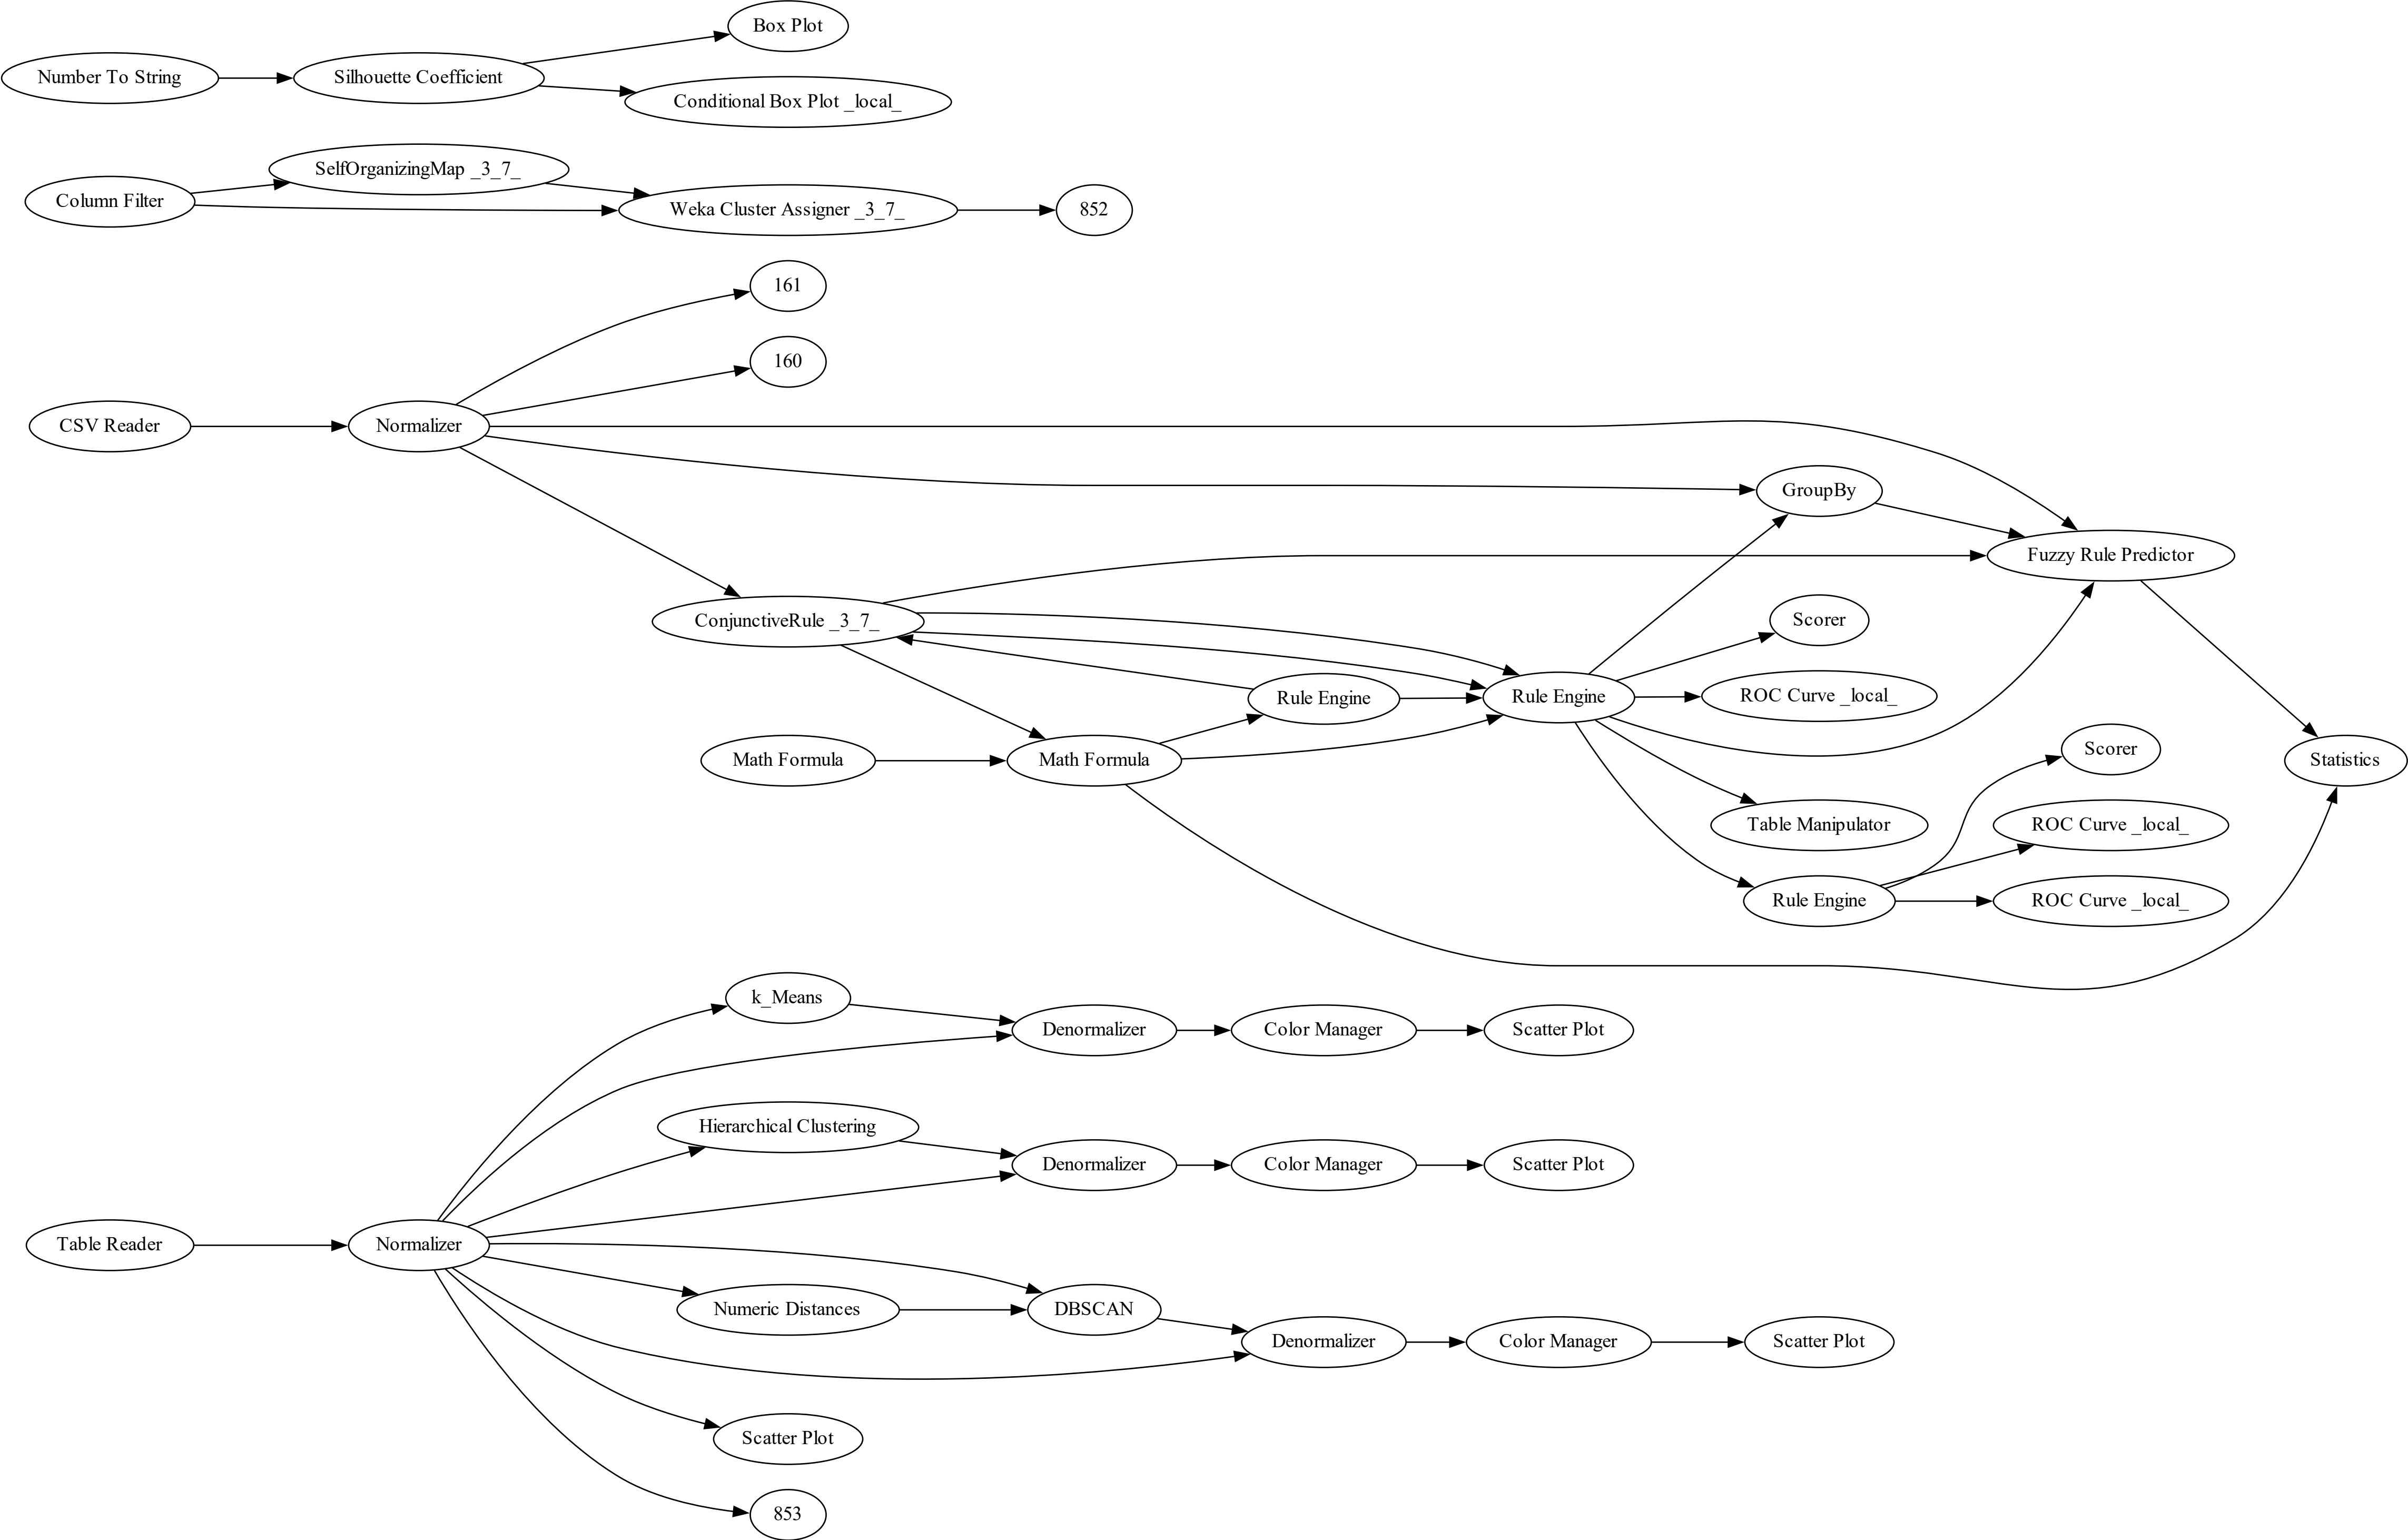 Box Plot
Number To String
Silhouette Coefficient
Conditional Box Plot _local_
SelfOrganizingMap _3_7_
Column Filter
Weka Cluster Assigner _3_7_
852
161
160
CSV Reader
Normalizer
GroupBy
Fuzzy Rule Predictor
ConjunctiveRule _3_7_
Scorer
Rule Engine
Rule Engine
ROC Curve _local_
Math Formula
Math Formula
Scorer
Statistics
Table Manipulator
ROC Curve _local_
Rule Engine
ROC Curve _local_
k_Means
Denormalizer
Color Manager
Scatter Plot
Hierarchical Clustering
Denormalizer
Color Manager
Scatter Plot
Table Reader
Normalizer
Numeric Distances
DBSCAN
Denormalizer
Color Manager
Scatter Plot
Scatter Plot
853